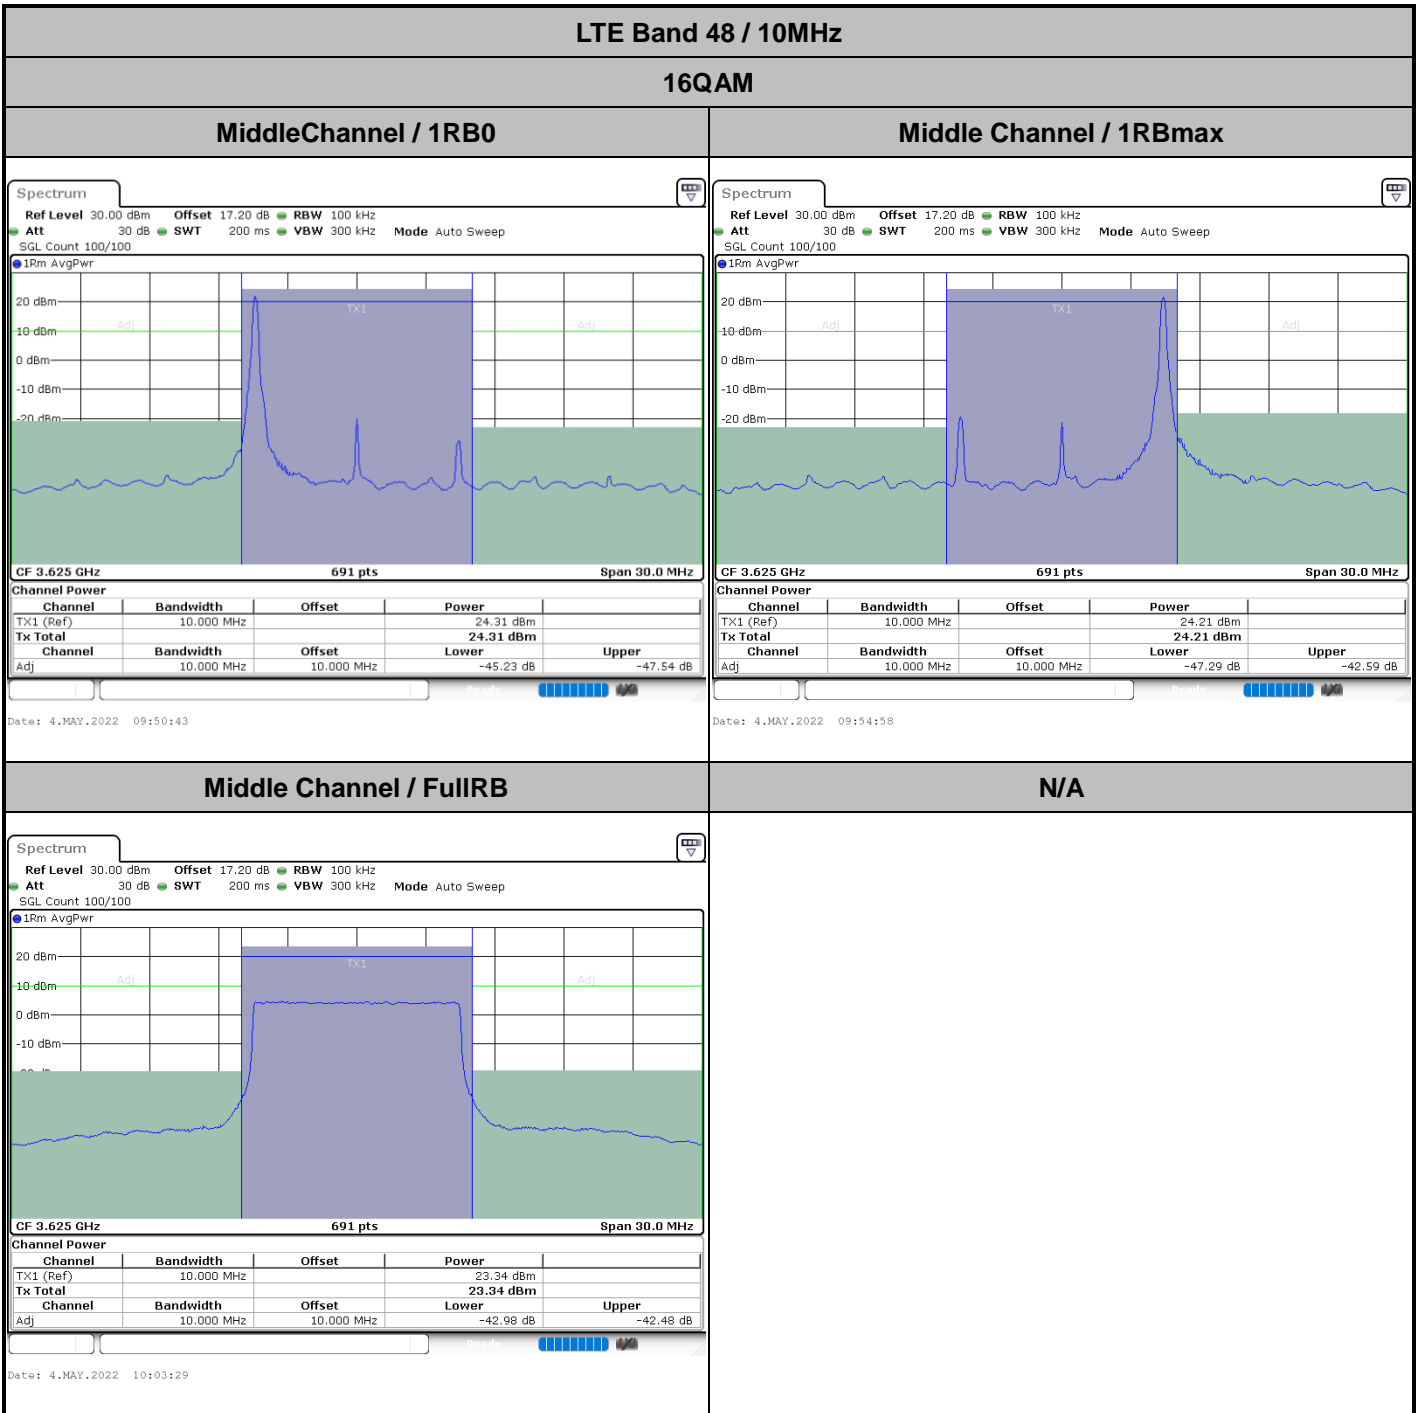 LTE Band 48 / 10MHz
16QAM
MiddleChannel / 1RB0
Middle Channel / 1RBmax
Spectrum
Ref Level 30.00 dBm Offset 17.20 dB RBW 100 kHz
Att 30 dB SWT 200 ms VBW 300 kHz Mode Auto Sweep
SGL Count 100/100
1Rm AvgPwr
TX1
20 dBm
Adj Adj
10 dBm
0 dBm
-10 dBm
-20 dBm
CF 3.625 GHz 691 pts Span 30.0 MHz
Channel Power
Channel Bandwidth Offset Power
TX1 (Ref) 10.000 MHz 24.31 dBm
Tx Total 24.31 dBm
Channel Bandwidth Offset Lower Upper
Adj 10.000 MHz 10.000 MHz -45.23 dB -47.54 dB
Ready
Date: 4.MAY.2022 09:50:43
Spectrum
Ref Level 30.00 dBm Offset 17.20 dB RBW 100 kHz
Att 30 dB SWT 200 ms VBW 300 kHz Mode Auto Sweep
SGL Count 100/100
1Rm AvgPwr
TX1
20 dBm
Adj Adj
10 dBm
0 dBm
-10 dBm
-20 dBm
CF 3.625 GHz 691 pts Span 30.0 MHz
Channel Power
Channel Bandwidth Offset Power
TX1 (Ref) 10.000 MHz 24.21 dBm
Tx Total 24.21 dBm
Channel Bandwidth Offset Lower Upper
Adj 10.000 MHz 10.000 MHz -47.29 dB -42.59 dB
Ready
Date: 4.MAY.2022 09:54:58
Middle Channel / FullRB
N/A
Spectrum
Ref Level 30.00 dBm Offset 17.20 dB RBW 100 kHz
Att 30 dB SWT 200 ms VBW 300 kHz Mode Auto Sweep
SGL Count 100/100
1Rm AvgPwr
20 dBm
TX1
Adj Adj
10 dBm
0 dBm
-10 dBm
CF 3.625 GHz 691 pts Span 30.0 MHz
Channel Power
Channel Bandwidth Offset Power
TX1 (Ref) 10.000 MHz 23.34 dBm
Tx Total 23.34 dBm
Channel Bandwidth Offset Lower Upper
Adj 10.000 MHz 10.000 MHz -42.98 dB -42.48 dB
Ready
Date: 4.MAY.2022 10:03:29